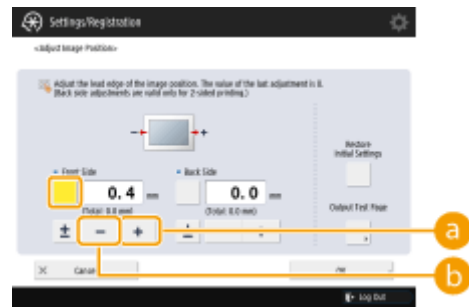 Settings/Registration
<Adjust Image Position>
Adjust the lead edge of the image position. The value of the last adjustment is 0.
(Back side adjustments are valid only for 2-sided printing.)
- +
Front Side
Back Side
Restore
Initial Settings
0.4 mm
0.0 mm
(Total: 0.0 mm)
(Total: 0.0 mm)
Output Test Page
± - +
a
b
Cancel
OK
Log Out